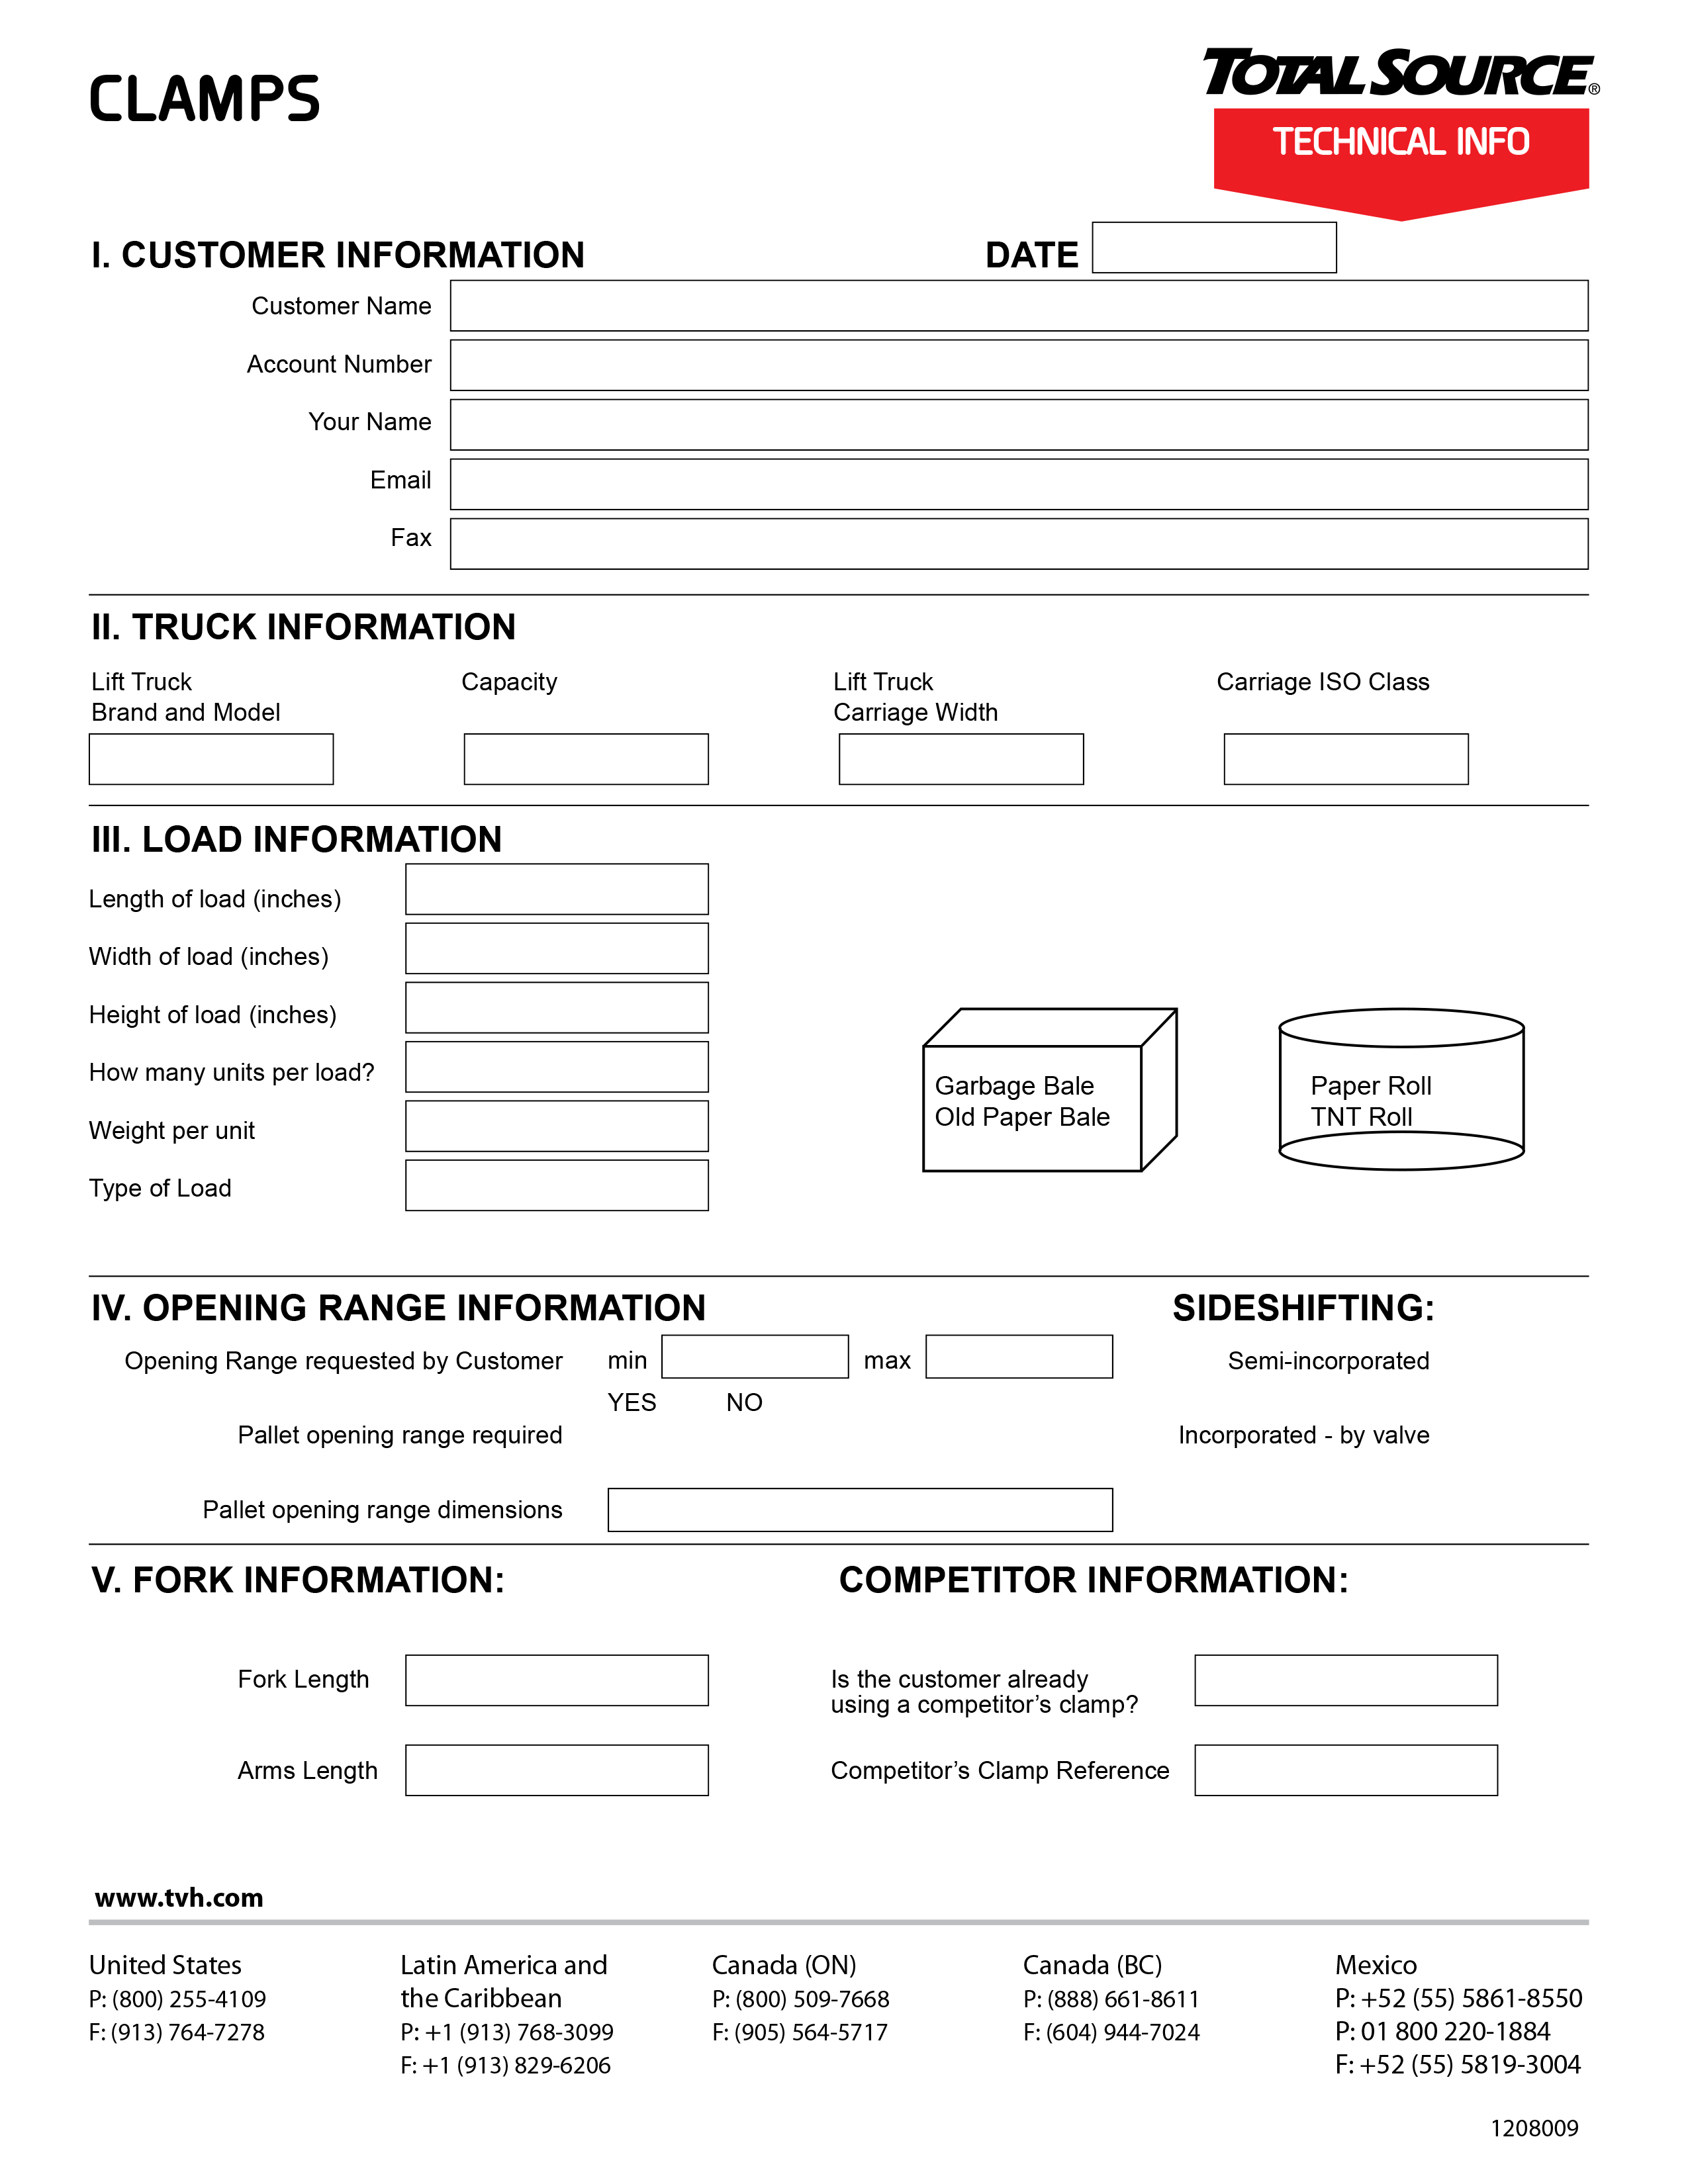 CLAMPS
TOTALSOURCE®
TECHNICAL INFO
I. CUSTOMER INFORMATION
DATE
Customer Name
Account Number
Your Name
Email
Fax
II. TRUCK INFORMATION
Lift Truck
Brand and Model
Capacity
Lift Truck
Carriage Width
Carriage ISO Class
III. LOAD INFORMATION
Length of load (inches)
Width of load (inches)
Height of load (inches)
How many units per load?
Weight per unit
Type of Load
Garbage Bale
Old Paper Bale
Paper Roll
TNT Roll
IV. OPENING RANGE INFORMATION
SIDESHIFTING:
Opening Range requested by Customer
min
max
Semi-incorporated
YES
NO
Pallet opening range required
Incorporated - by valve
Pallet opening range dimensions
V. FORK INFORMATION:
COMPETITOR INFORMATION:
Fork Length
Is the customer already
using a competitor’s clamp?
Arms Length
Competitor’s Clamp Reference
www.tvh.com
United States
P: (800) 255-4109
F: (913) 764-7278
Latin America and
the Caribbean
P: +1 (913) 768-3099
F: +1 (913) 829-6206
Canada (ON)
P: (800) 509-7668
F: (905) 564-5717
Canada (BC)
P: (888) 661-8611
F: (604) 944-7024
Mexico
P: +52 (55) 5861-8550
P: 01 800 220-1884
F: +52 (55) 5819-3004
1208009